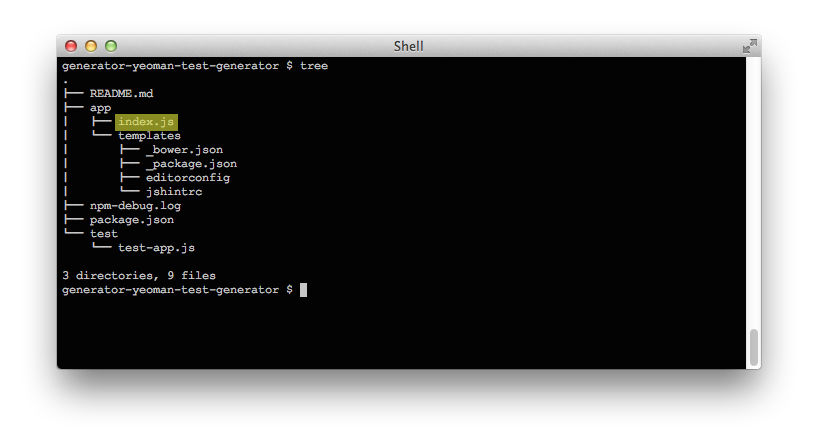 Shell
generator-yeoman-test-generator $ tree
.
├── README.md
├── app
│   ├── index.js
│   └── templates
│       ├── _bower.json
│       ├── _package.json
│       ├── editorconfig
│       └── jshintrc
├── npm-debug.log
├── package.json
└── test
    └── test-app.js
3 directories, 9 files
generator-yeoman-test-generator $